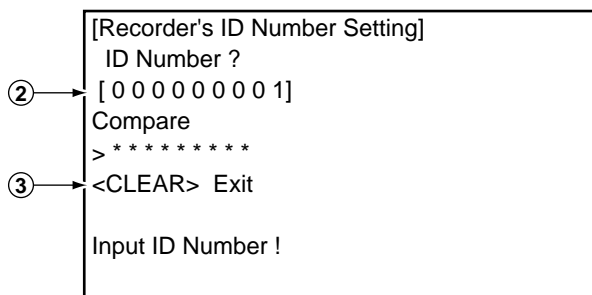 [Recorder's ID Number Setting]
ID Number ?
② [ 0 0 0 0 0 0 0 0 1]
Compare
> * * * * * * * * *
③ <CLEAR> Exit
Input ID Number !